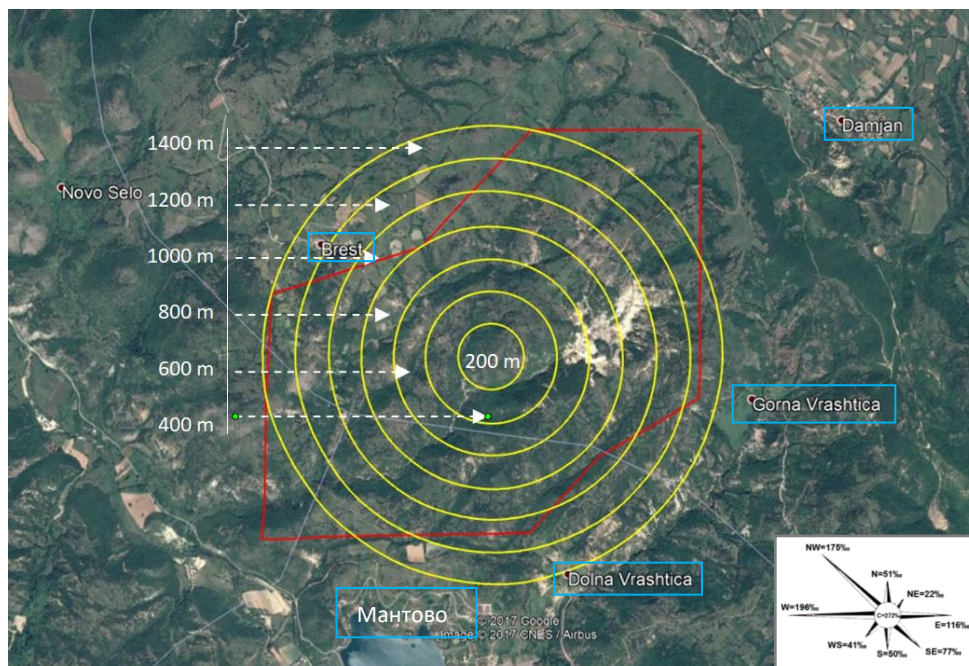 1400 m
Damjan
1200 m
Novo Selo
Brest
1000 m
800 m
600 m
200 m
400 m
Gorna Vrashtica
Dolna Vrashtica
Мантово
© 2017 Google
Image © 2017 CNES / Airbus
NW=175‰
N=51‰
NE=22‰
W=196‰
C=272‰
E=116‰
WS=41‰
S=50‰
SE=77‰